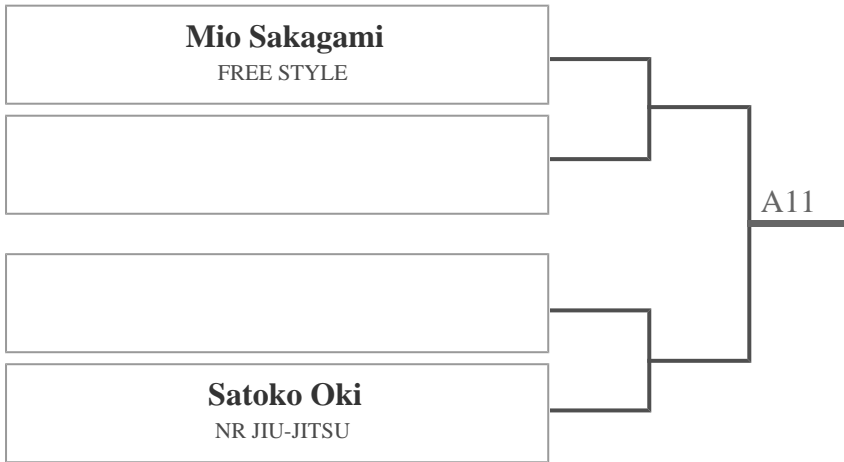 Mio Sakagami
FREE STYLE
A11
Satoko Oki
NR JIU-JITSU